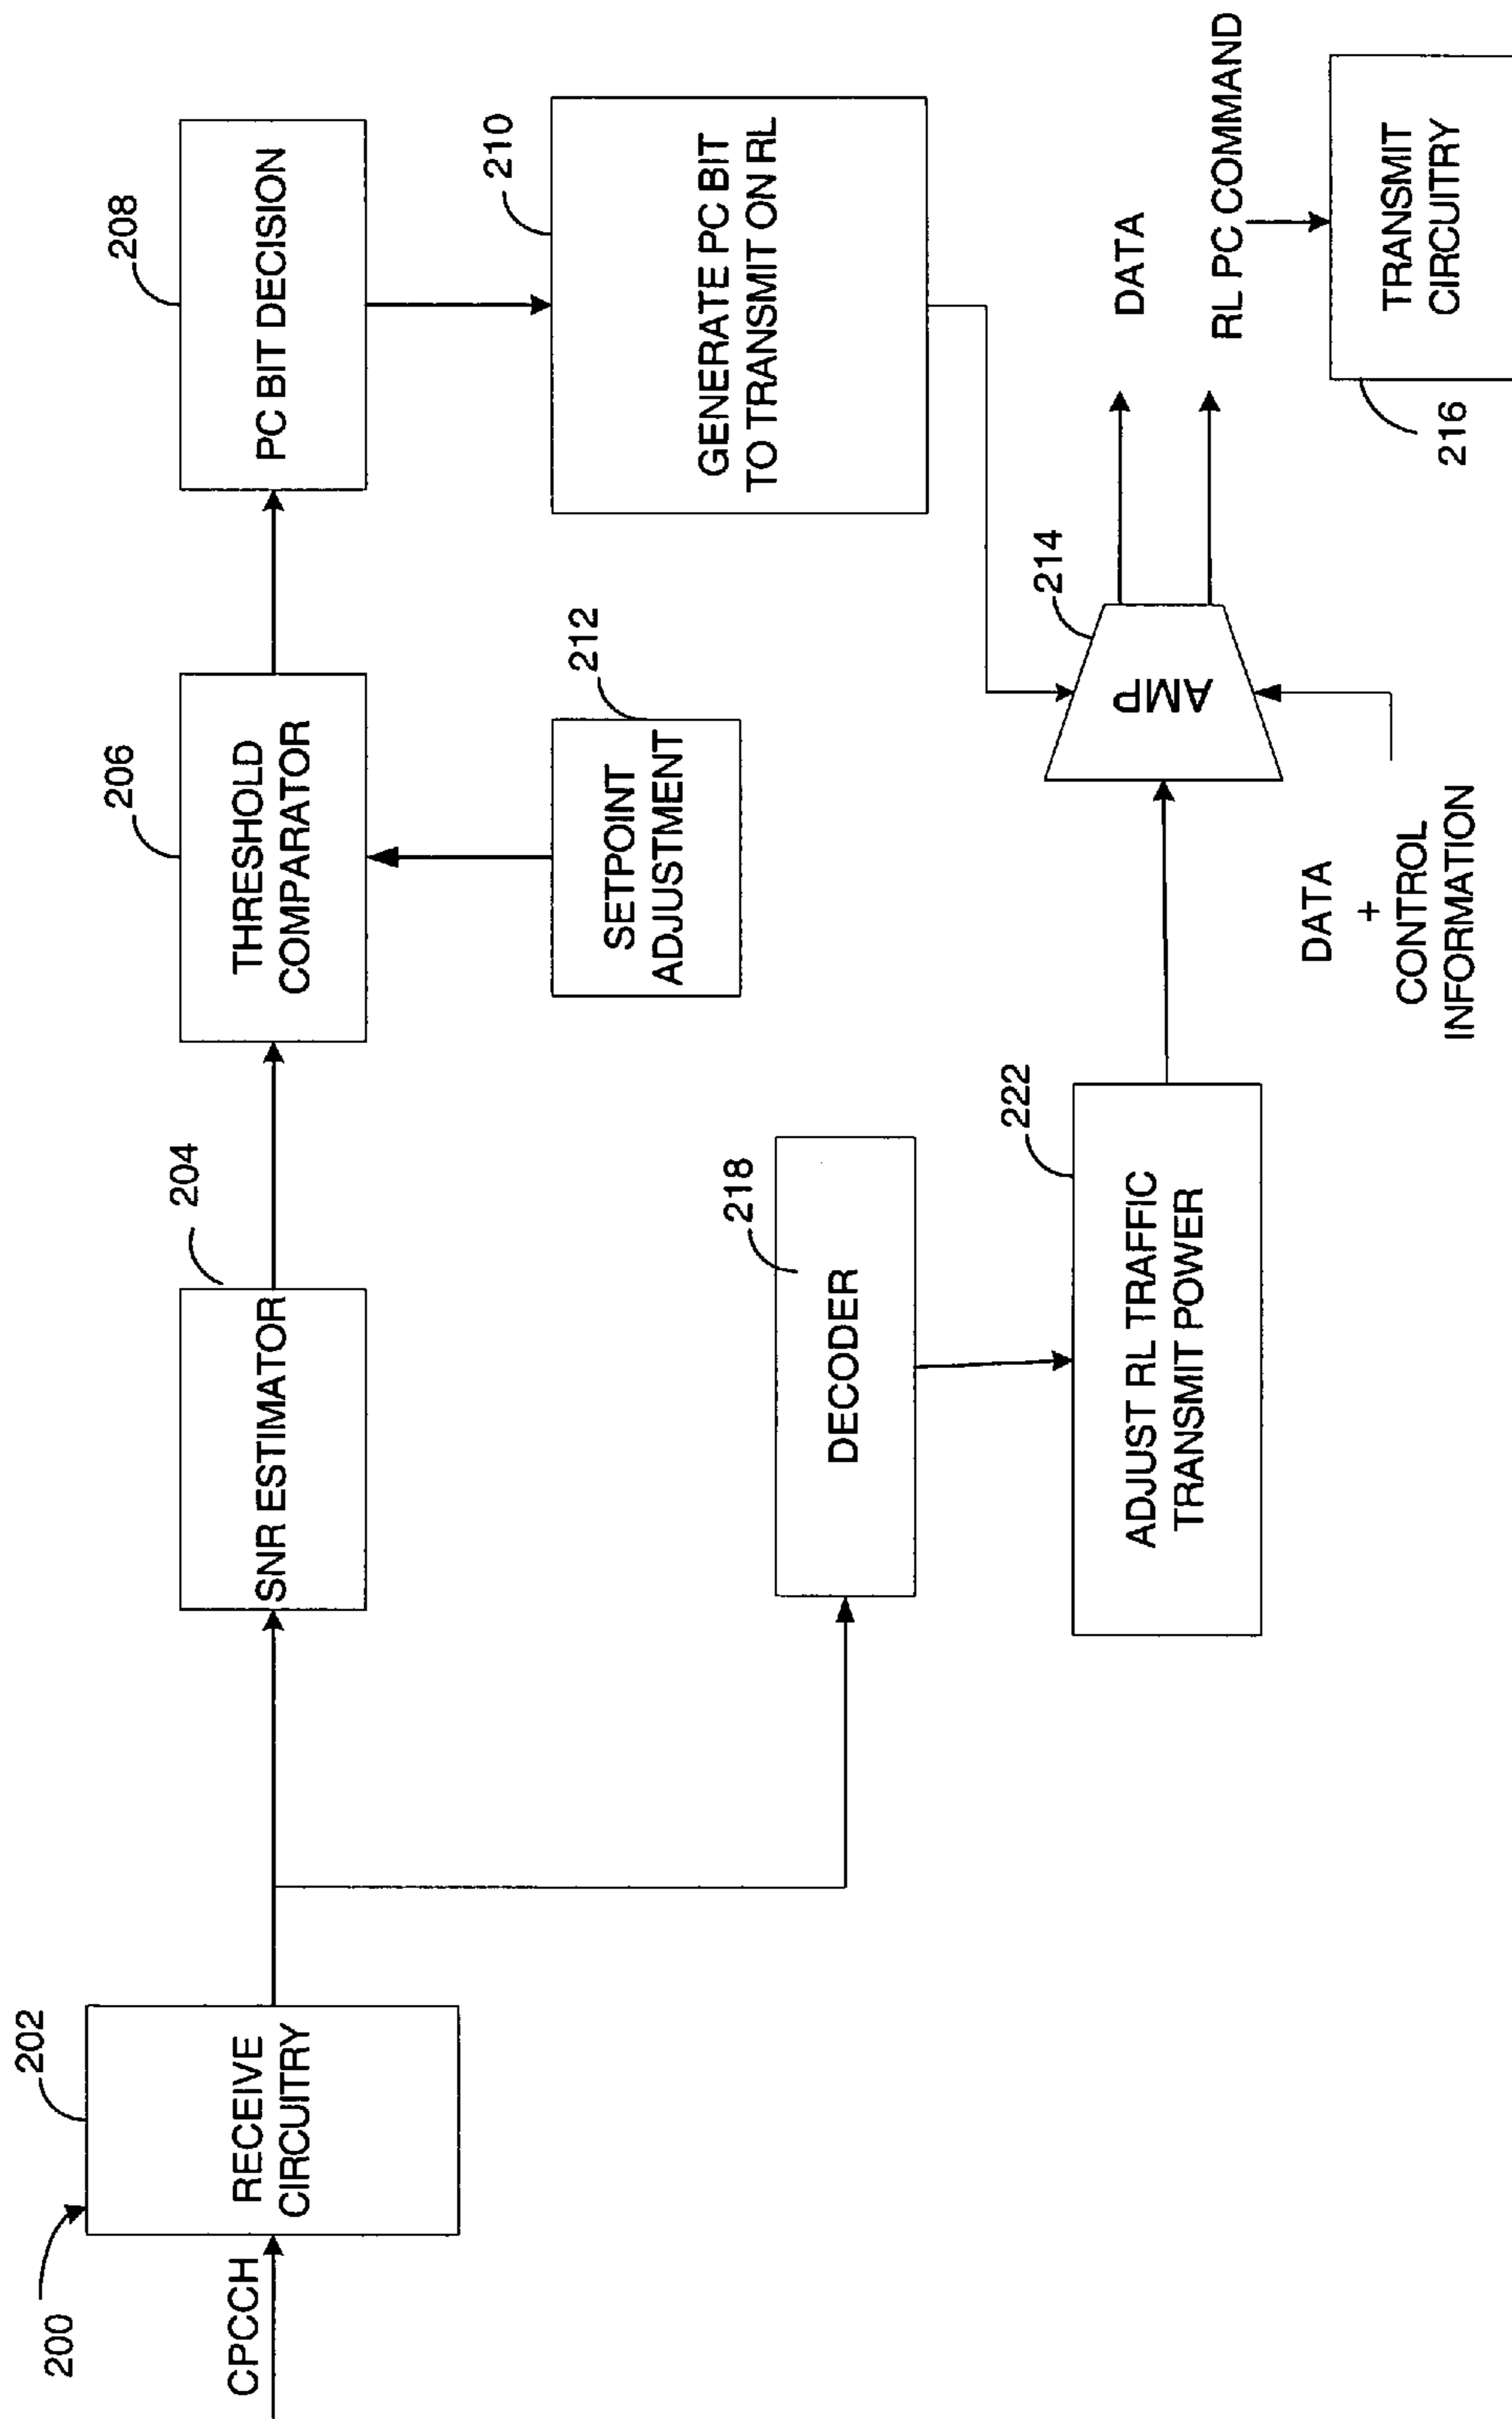 200
CPCCH
202
RECEIVE
CIRCUITRY
204
SNR ESTIMATOR
206
THRESHOLD
COMPARATOR
208
PC BIT DECISION
212
SETPOINT
ADJUSTMENT
210
GENERATE PC BIT
TO TRANSMIT ON RL
218
DECODER
222
ADJUST RL TRAFFIC
TRANSMIT POWER
214
AMP
DATA
+
CONTROL
INFORMATION
DATA
RL PC COMMAND
216
TRANSMIT
CIRCUITRY